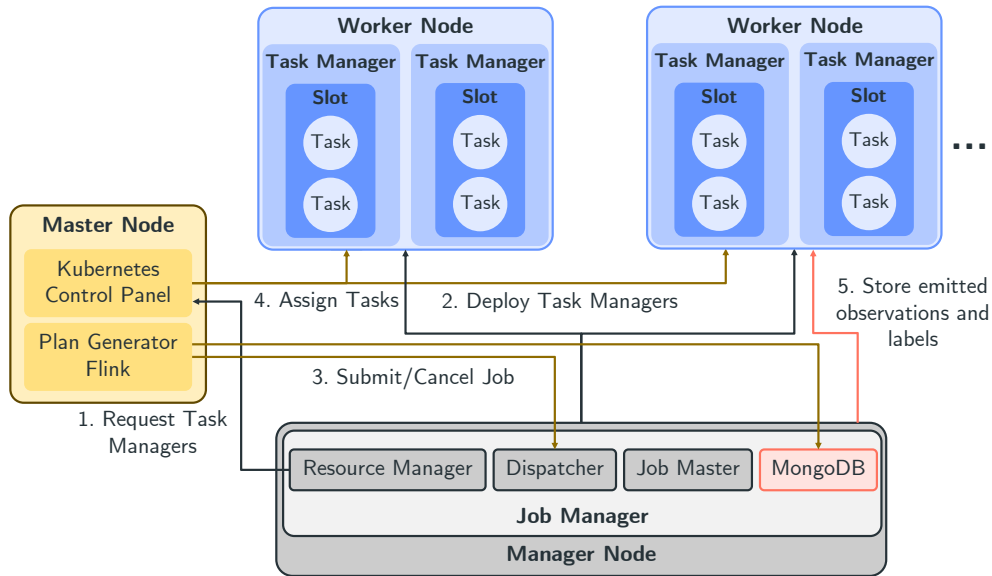 Worker Node
Task Manager Task Manager
Slot Slot
Task Task
Task Task
Worker Node
Task Manager Task Manager
Slot Slot
Task Task
Task Task
...
Master Node
Kubernetes
Control Panel
Plan Generator
Flink
4. Assign Tasks
2. Deploy Task Managers
5. Store emitted
observations and
labels
3. Submit/Cancel Job
1. Request Task
Managers
Resource Manager
Dispatcher
Job Master
MongoDB
Job Manager
Manager Node